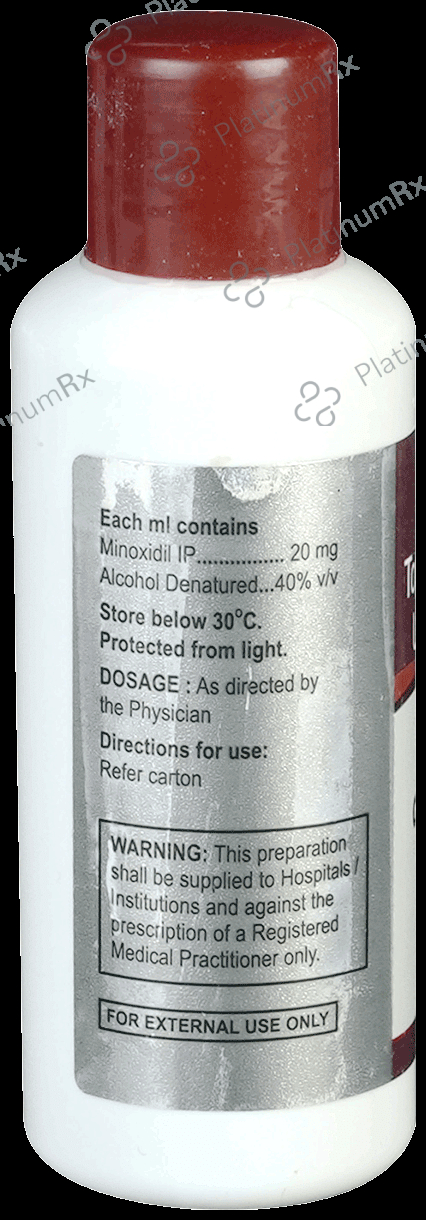 PlatinumRx
PlatinumRx
PlatinumRx
Each ml contains
Minoxidil IP................ 20 mg
Alcohol Denatured...40% v/v
Store below 30°C.
Protected from light.
DOSAGE : As directed by
the Physician
Directions for use:
Refer carton
WARNING: This preparation
shall be supplied to Hospitals /
Institutions and against the
prescription of a Registered
Medical Practitioner only.
FOR EXTERNAL USE ONLY